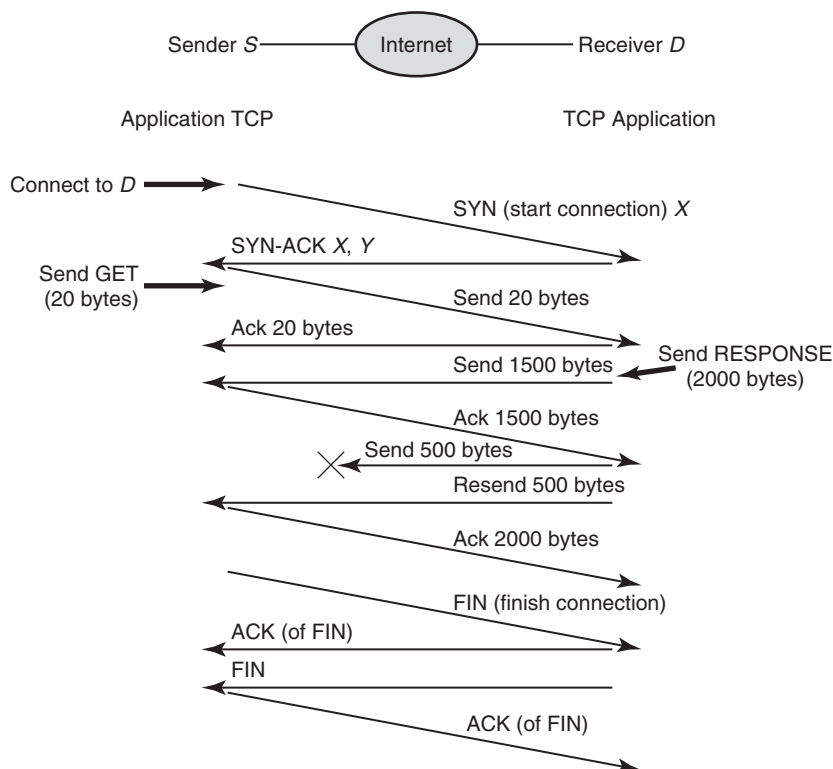 Sender S
Internet
Receiver D
Application TCP
TCP Application
Connect to D
SYN (start connection) X
SYN-ACK X, Y
Send GET
(20 bytes)
Send 20 bytes
Ack 20 bytes
Send RESPONSE
(2000 bytes)
Send 1500 bytes
Ack 1500 bytes
Send 500 bytes
Resend 500 bytes
Ack 2000 bytes
FIN (finish connection)
ACK (of FIN)
FIN
ACK (of FIN)